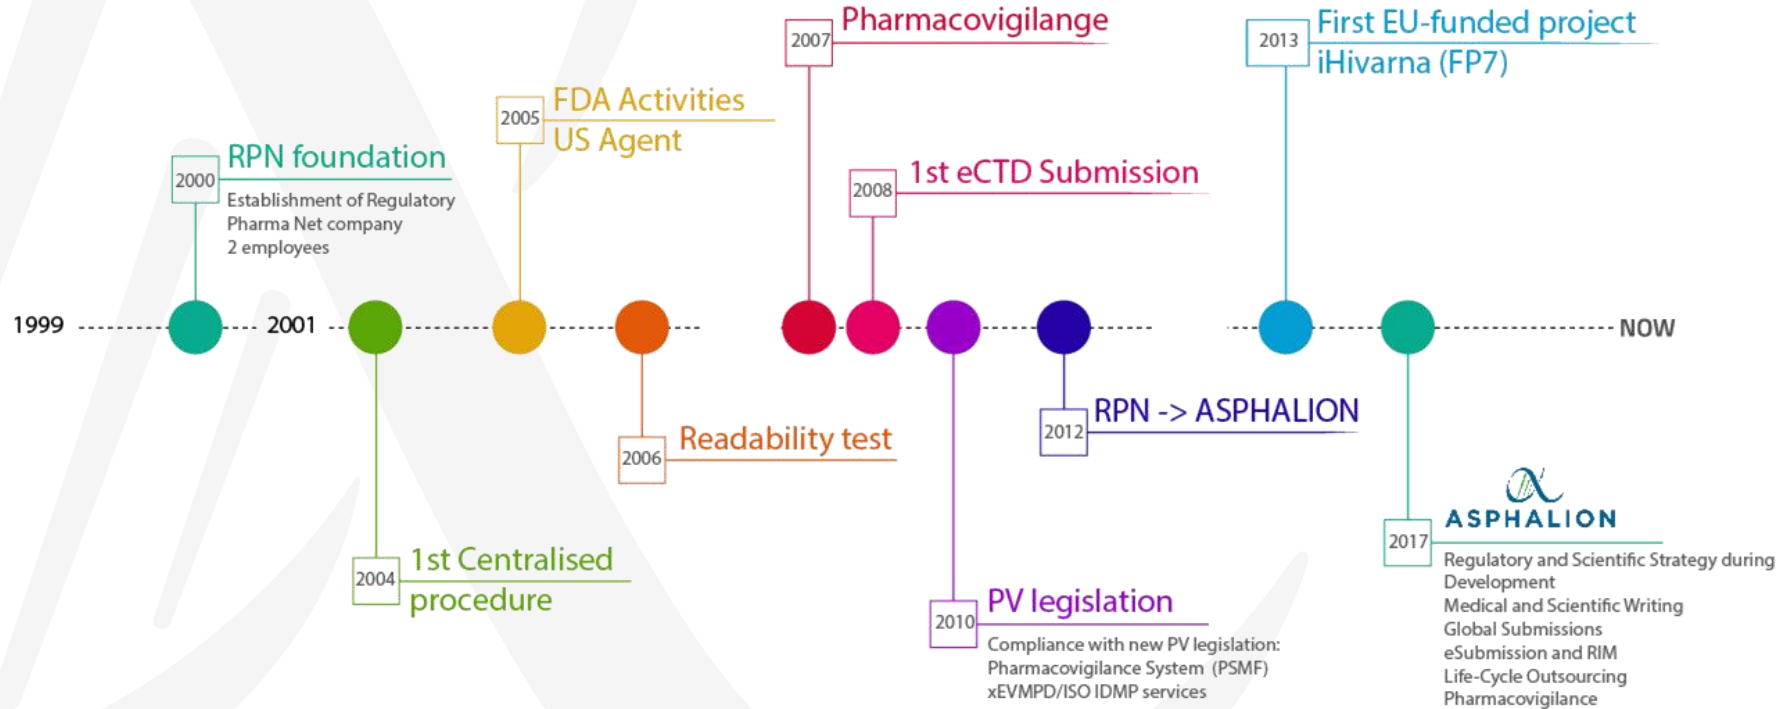 1999
2000
RPN foundation
Establishment of Regulatory
Pharma Net company
2 employees
2001
2004
1st Centralised
procedure
2005
FDA Activities
US Agent
2006
Readability test
2007
Pharmacovigilange
2008
1st eCTD Submission
2010
PV legislation
Compliance with new PV legislation:
Pharmacovigilance System (PSMF)
xEVMPD/ISO IDMP services
2012
RPN -> ASPHALION
2013
First EU-funded project
iHivarna (FP7)
2017
ASPHALION
Regulatory and Scientific Strategy during
Development
Medical and Scientific Writing
Global Submissions
eSubmission and RIM
Life-Cycle Outsourcing
Pharmacovigilance
NOW